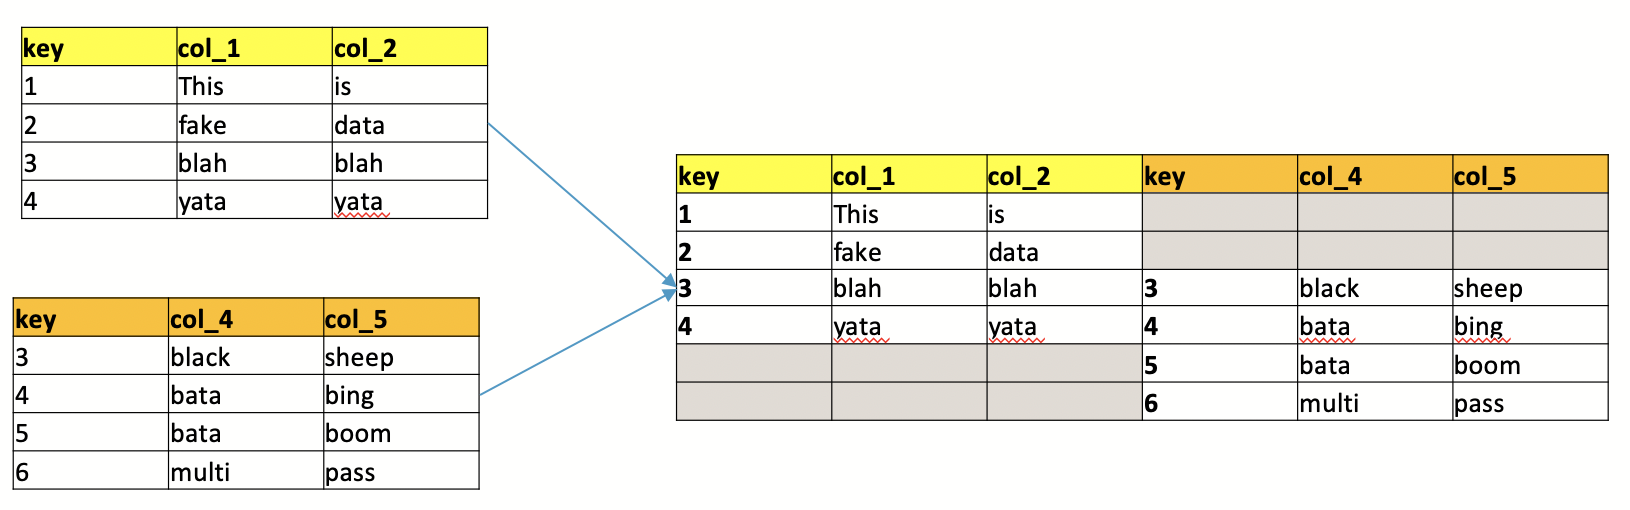 key col_1 col_2
1 This is
2 fake data
3 blah blah
4 yata yata
key col_4 col_5
3 black sheep
4 bata bing
5 bata boom
6 multi pass
key col_1 col_2 key col_4 col_5
1 This is
2 fake data
3 blah blah 3 black sheep
4 yata yata 4 bata bing
5 bata boom
6 multi pass